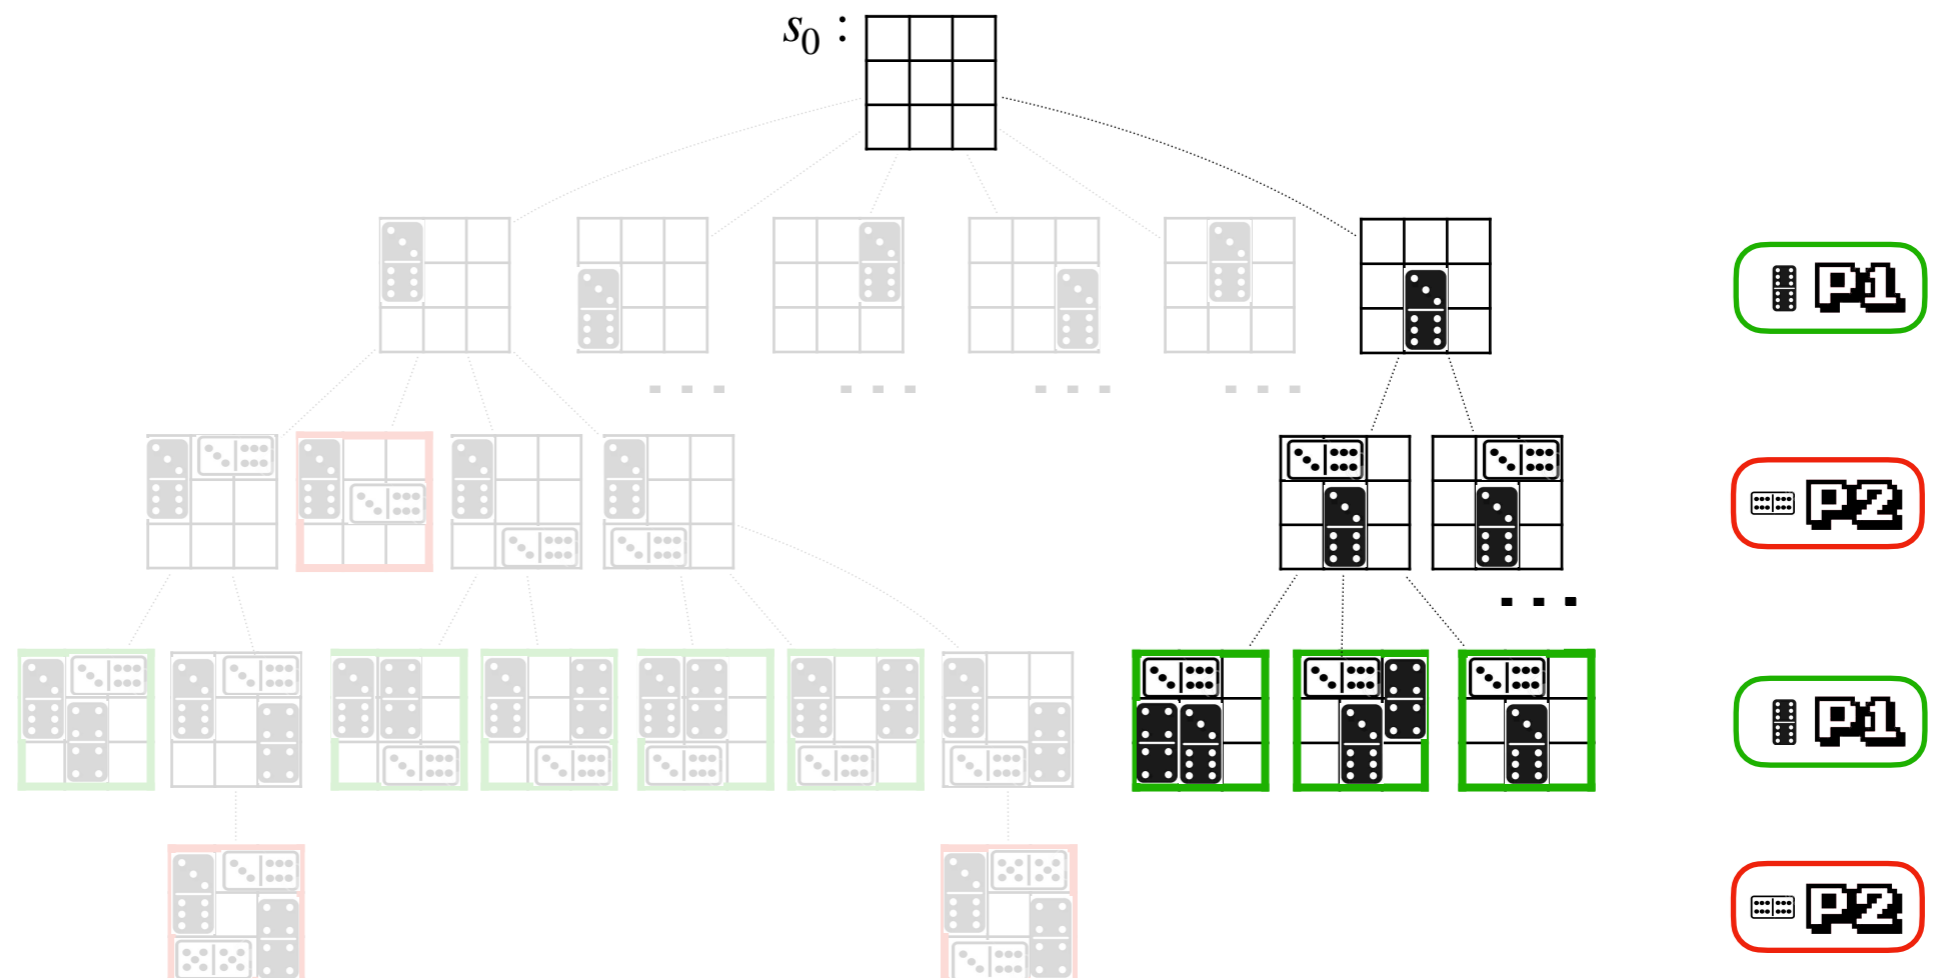 s₀ :
. . . . . . . . . . . .
P1
P2
. . .
P1
P2